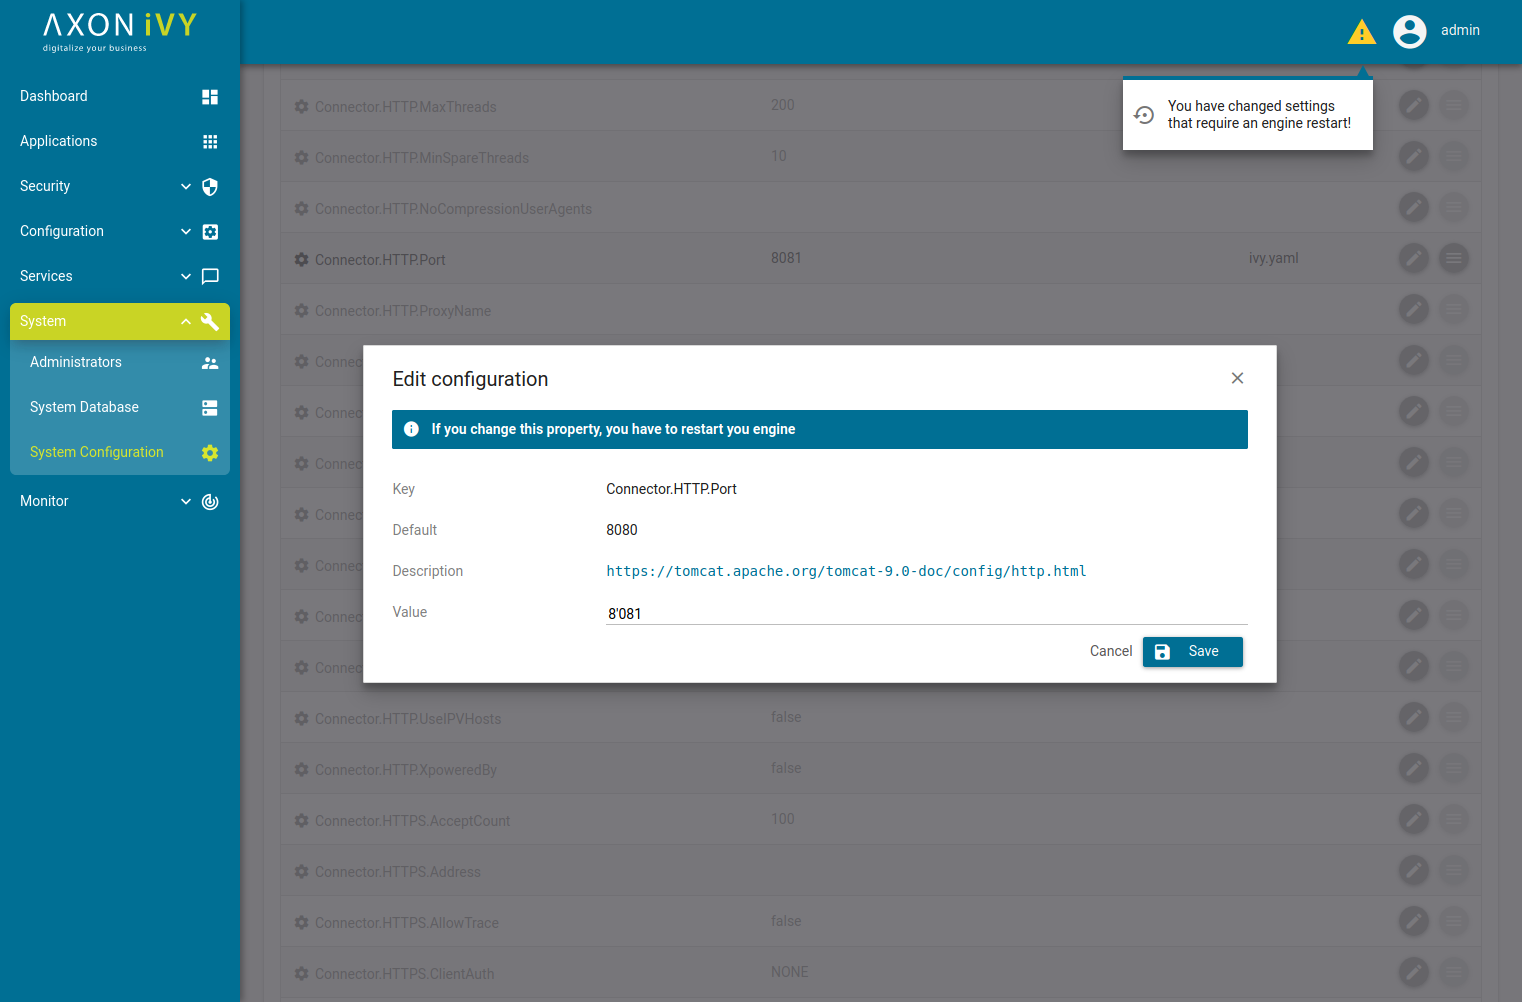 AXON iVY
digitalize your business
admin
You have changed settings
that require an engine restart!
Dashboard
Applications
Security
Configuration
Services
System
Administrators
System Database
System Configuration
Monitor
Connector.HTTP.MaxThreads 200
Connector.HTTP.MinSpareThreads 10
Connector.HTTP.NoCompressionUserAgents
Connector.HTTP.Port 8081 ivy.yaml
Connector.HTTP.ProxyName
Connec
Connec
Connec
Connec
Connec
Connec
Connec
Edit configuration
If you change this property, you have to restart you engine
Key Connector.HTTP.Port
Default 8080
Description https://tomcat.apache.org/tomcat-9.0-doc/config/http.html
Value 8'081
Cancel Save
Connector.HTTP.UseIPVHosts false
Connector.HTTP.XpoweredBy false
Connector.HTTPS.AcceptCount 100
Connector.HTTPS.Address
Connector.HTTPS.AllowTrace false
Connector.HTTPS.ClientAuth NONE